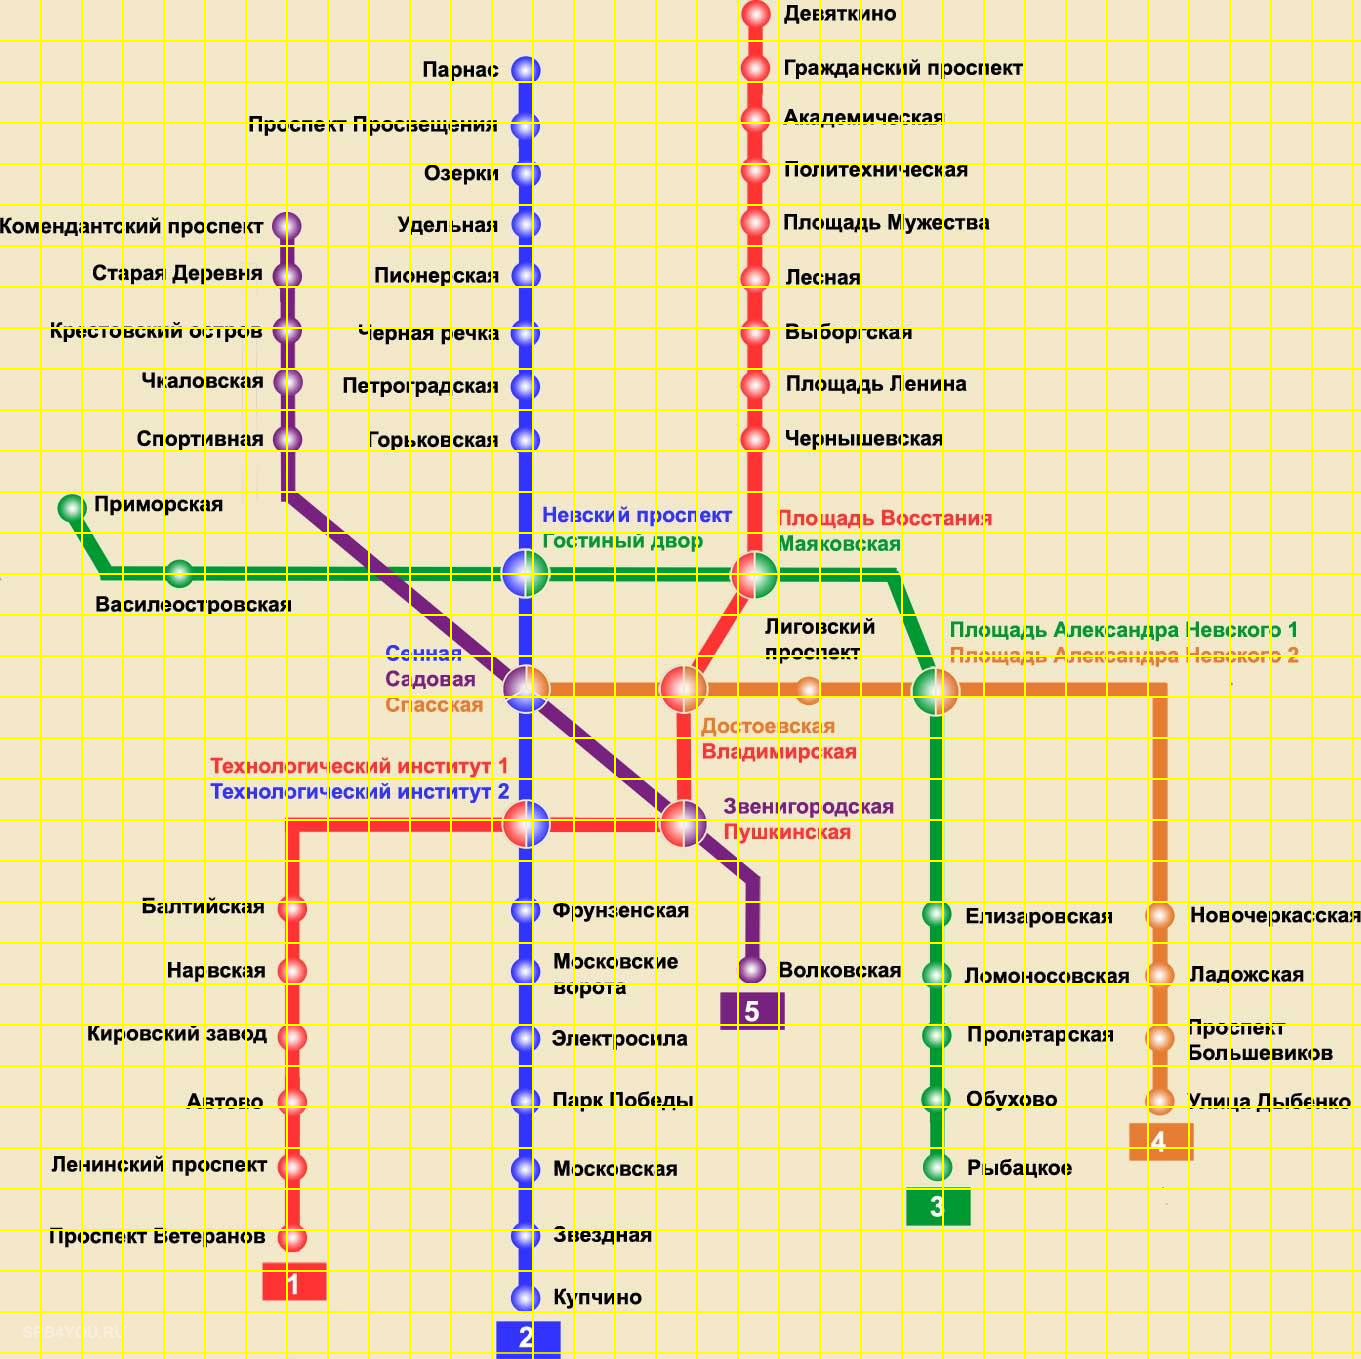 Девяткино
Парнас
Гражданский проспект
Проспект Просвещения
Академическая
Озерки
Политехническая
Комендантский проспект
Удельная
Площадь Мужества
Старая Деревня
Пионерская
Лесная
Крестовский остров
Черная речка
Выборгская
Чкаловская
Петроградская
Площадь Ленина
Спортивная
Горьковская
Чернышевская
Приморская
Невский проспект
Гостиный двор
Площадь Восстания
Маяковская
Василеостровская
Лиговский
проспект
Площадь Александра Невского 1
Площадь Александра Невского 2
Сенная
Садовая
Спасская
Достоевская
Владимирская
Технологический институт 1
Технологический институт 2
Звенигородская
Пушкинская
Балтийская
Фрунзенская
Елизаровская
Новочеркасская
Нарвская
Московские
ворота
Волковская
Ломоносовская
Ладожская
5
Кировский завод
Электросила
Пролетарская
Проспект
Большевиков
Автово
Парк Победы
Обухово
Улица Дыбенко
4
Ленинский проспект
Московская
Рыбацкое
3
Проспект Ветеранов
Звездная
1
Купчино
2
SPB4YOU.RU